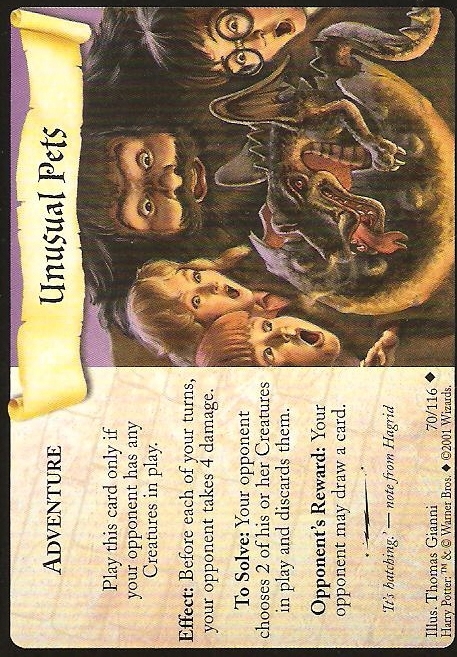 Unusual Pets
ADVENTURE
Play this card only if
your opponent has any
Creatures in play.
Effect: Before each of your turns,
your opponent takes 4 damage.
To Solve: Your opponent
chooses 2 of his or her Creatures
in play and discards them.
Opponent's Reward: Your
opponent may draw a card.
It's hatching. — note from Hagrid
Illus. Thomas Gianni 70/116 ◆
Harry Potter: ™ & © Warner Bros. ◆ ©2001 Wizards.